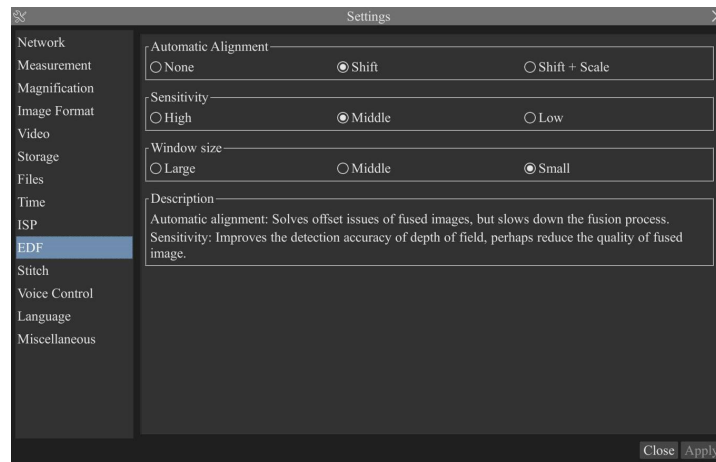 Settings
Network
Measurement
Magnification
Image Format
Video
Storage
Files
Time
ISP
EDF
Stitch
Voice Control
Language
Miscellaneous
Automatic Alignment
None Shift Shift + Scale
Sensitivity
High Middle Low
Window size
Large Middle Small
Description
Automatic alignment: Solves offset issues of fused images, but slows down the fusion process.
Sensitivity: Improves the detection accuracy of depth of field, perhaps reduce the quality of fused
image.
Close Apply